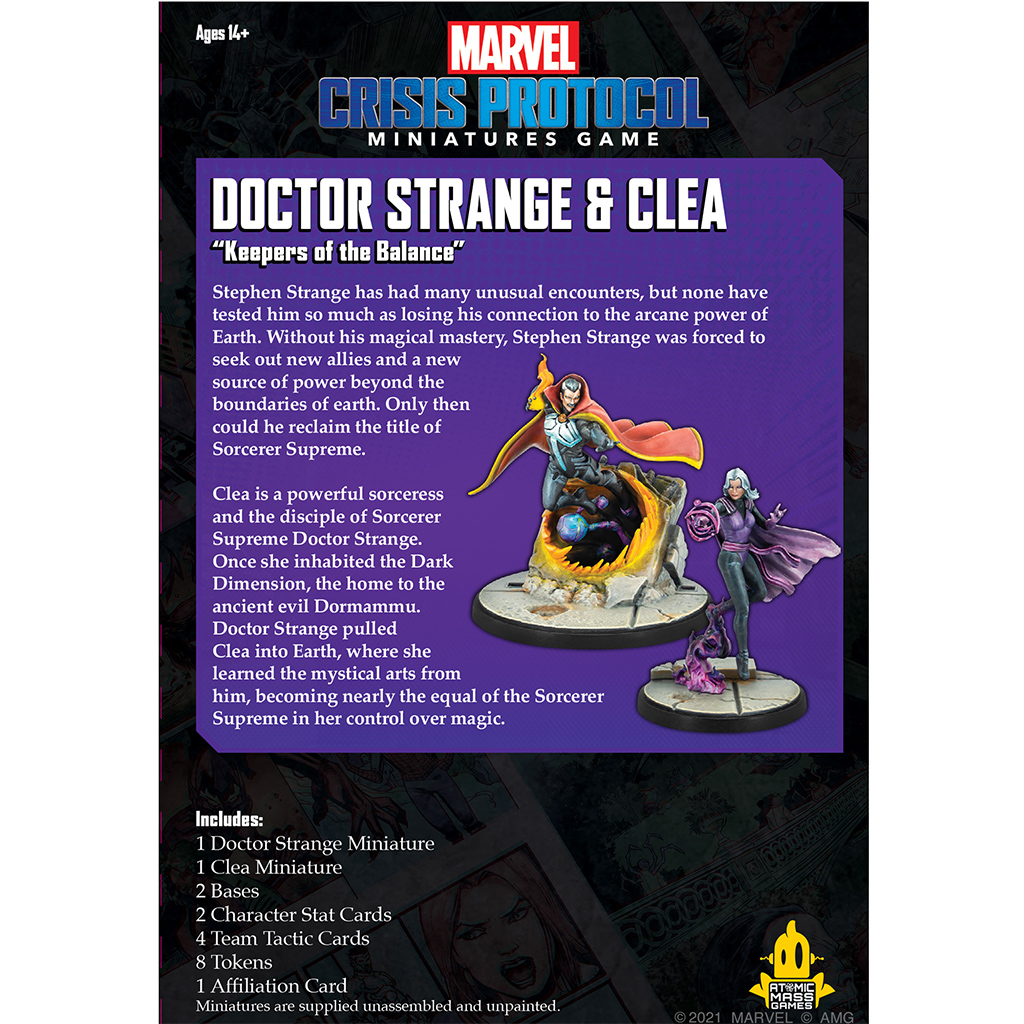 Ages 14+
MARVEL
CRISIS PROTOCOL
MINIATURES GAME
DOCTOR STRANGE & CLEA
“Keepers of the Balance”
Stephen Strange has had many unusual encounters, but none have
tested him so much as losing his connection to the arcane power of
Earth. Without his magical mastery, Stephen Strange was forced to
seek out new allies and a new
source of power beyond the
boundaries of earth. Only then
could he reclaim the title of
Sorcerer Supreme.
Clea is a powerful sorceress
and the disciple of Sorcerer
Supreme Doctor Strange.
Once she inhabited the Dark
Dimension, the home to the
ancient evil Dormammu.
Doctor Strange pulled
Clea into Earth, where she
learned the mystical arts from
him, becoming nearly the equal of the Sorcerer
Supreme in her control over magic.
Includes:
1 Doctor Strange Miniature
1 Clea Miniature
2 Bases
2 Character Stat Cards
4 Team Tactic Cards
8 Tokens
1 Affiliation Card
Miniatures are supplied unassembled and unpainted.
ATOMIC
MASS
GAMES
©2021 MARVEL © AMG